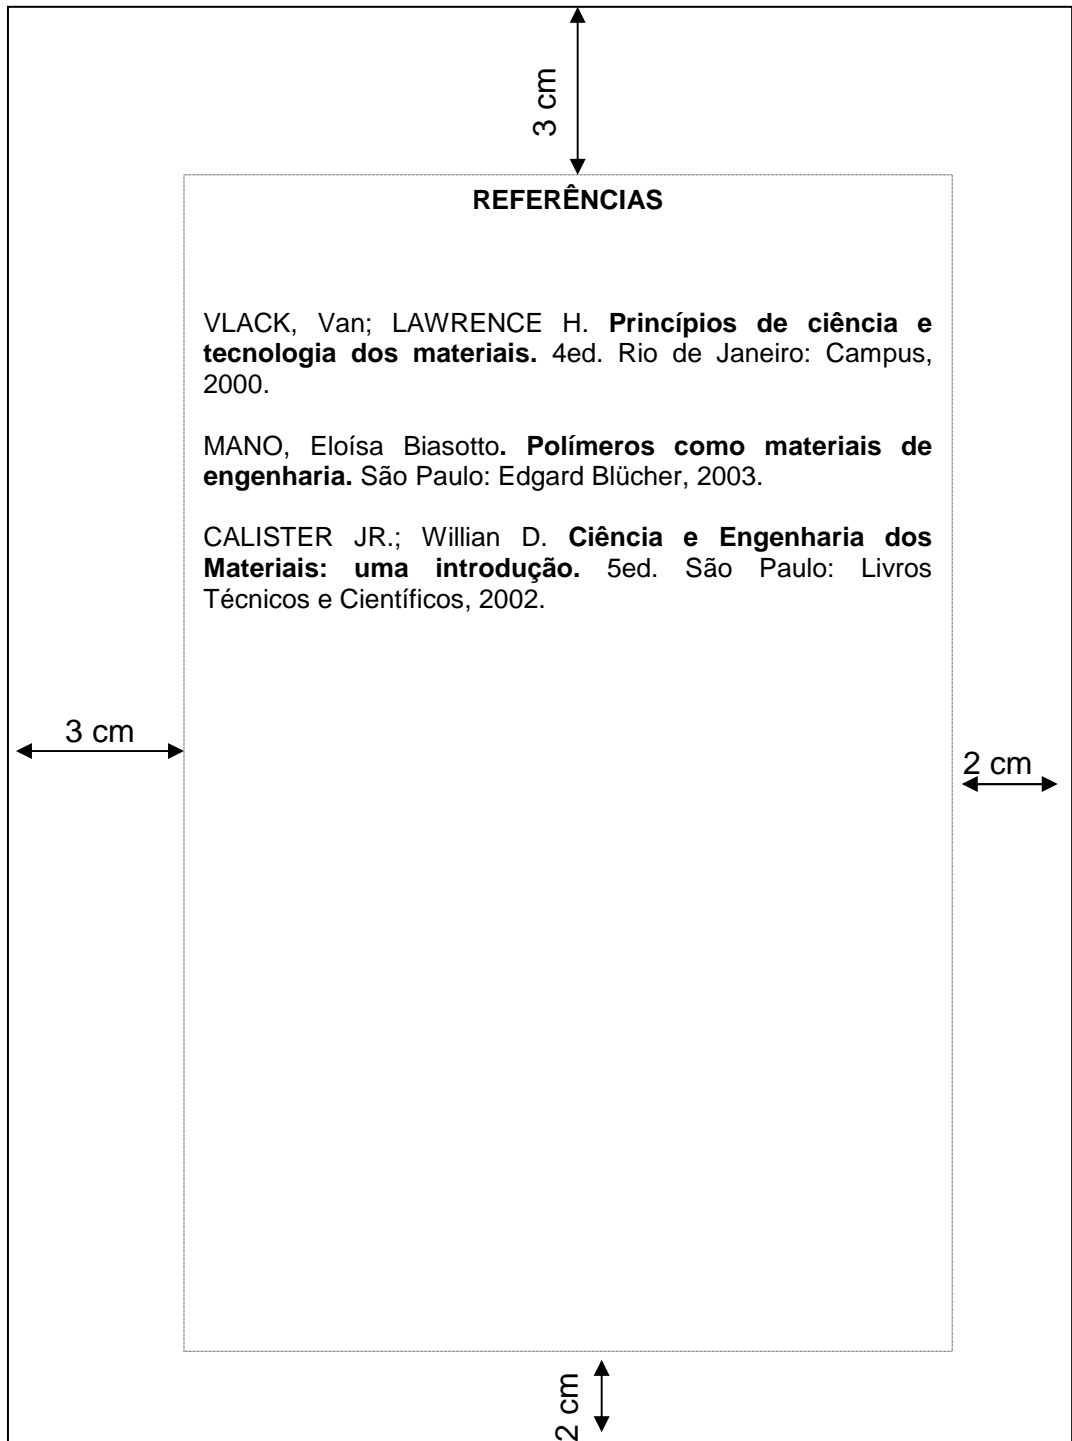 3 cm
REFERÊNCIAS
VLACK, Van; LAWRENCE H. Princípios de ciência e
tecnologia dos materiais. 4ed. Rio de Janeiro: Campus,
2000.
MANO, Eloísa Biasotto. Polímeros como materiais de
engenharia. São Paulo: Edgard Blücher, 2003.
CALISTER JR.; Willian D. Ciência e Engenharia dos
Materiais: uma introdução. 5ed. São Paulo: Livros
Técnicos e Científicos, 2002.
3 cm
2 cm
2 cm